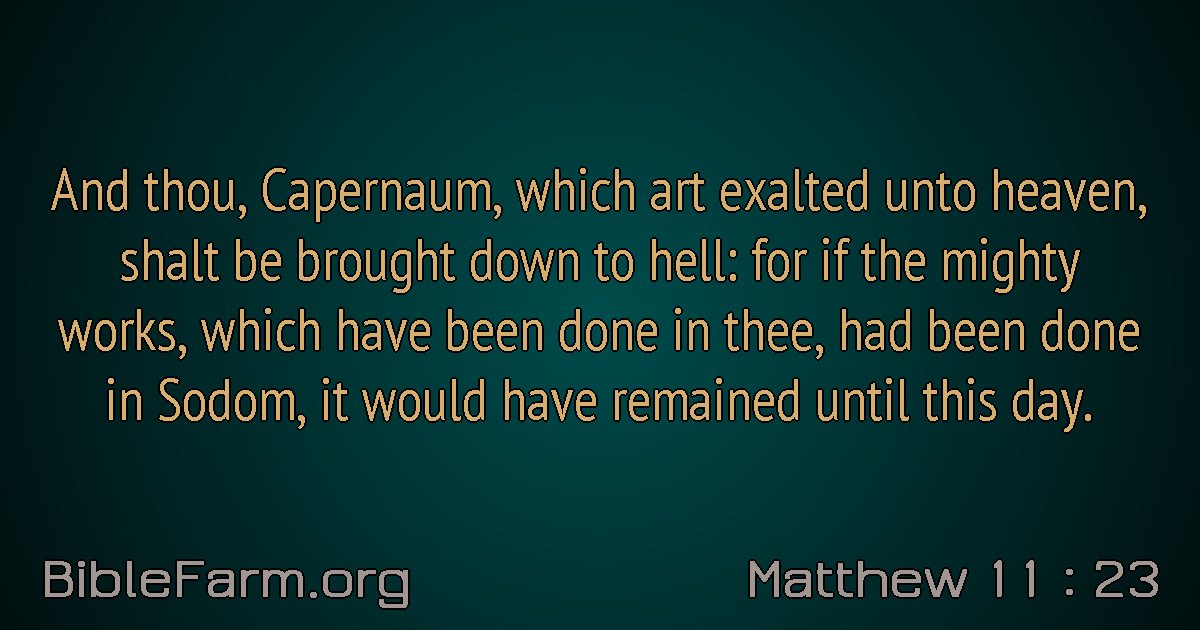 And thou, Capernaum, which art exalted unto heaven,
shalt be brought down to hell: for if the mighty
works, which have been done in thee, had been done
in Sodom, it would have remained until this day.
BibleFarm.org
Matthew 11 : 23